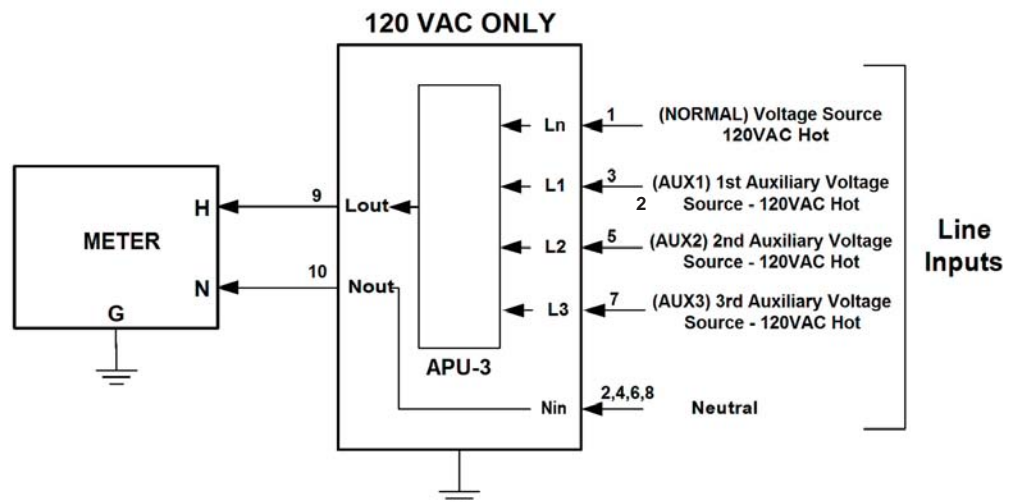 120 VAC ONLY
1
Ln
(NORMAL) Voltage Source
120VAC Hot
3
2
L1
(AUX1) 1st Auxiliary Voltage
Source - 120VAC Hot
5
L2
(AUX2) 2nd Auxiliary Voltage
Source - 120VAC Hot
7
L3
(AUX3) 3rd Auxiliary Voltage
Source - 120VAC Hot
Line
Inputs
H
9
Lout
METER
N
10
Nout
G
APU-3
2,4,6,8
Nin
Neutral